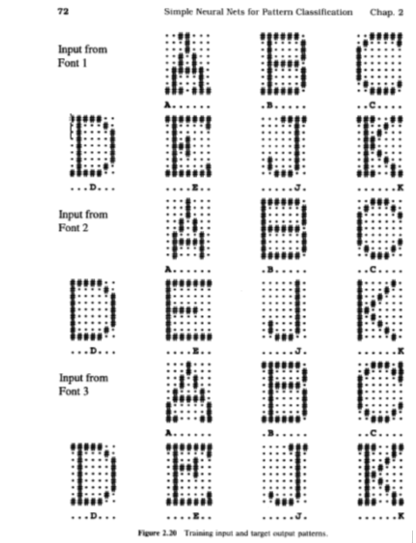 72 Simple Neural Nets for Pattern Classification Chap. 2
Input from
Font 1
A...... .B..... ..C....
...D... ....E.. .....J. ......K
Input from
Font 2
A...... .B..... ..C....
...D... ....E.. .....J. ......K
Input from
Font 3
A...... .B..... ..C....
...D... ....E.. .....J. ......K
Figure 2.20 Training input and target output patterns.